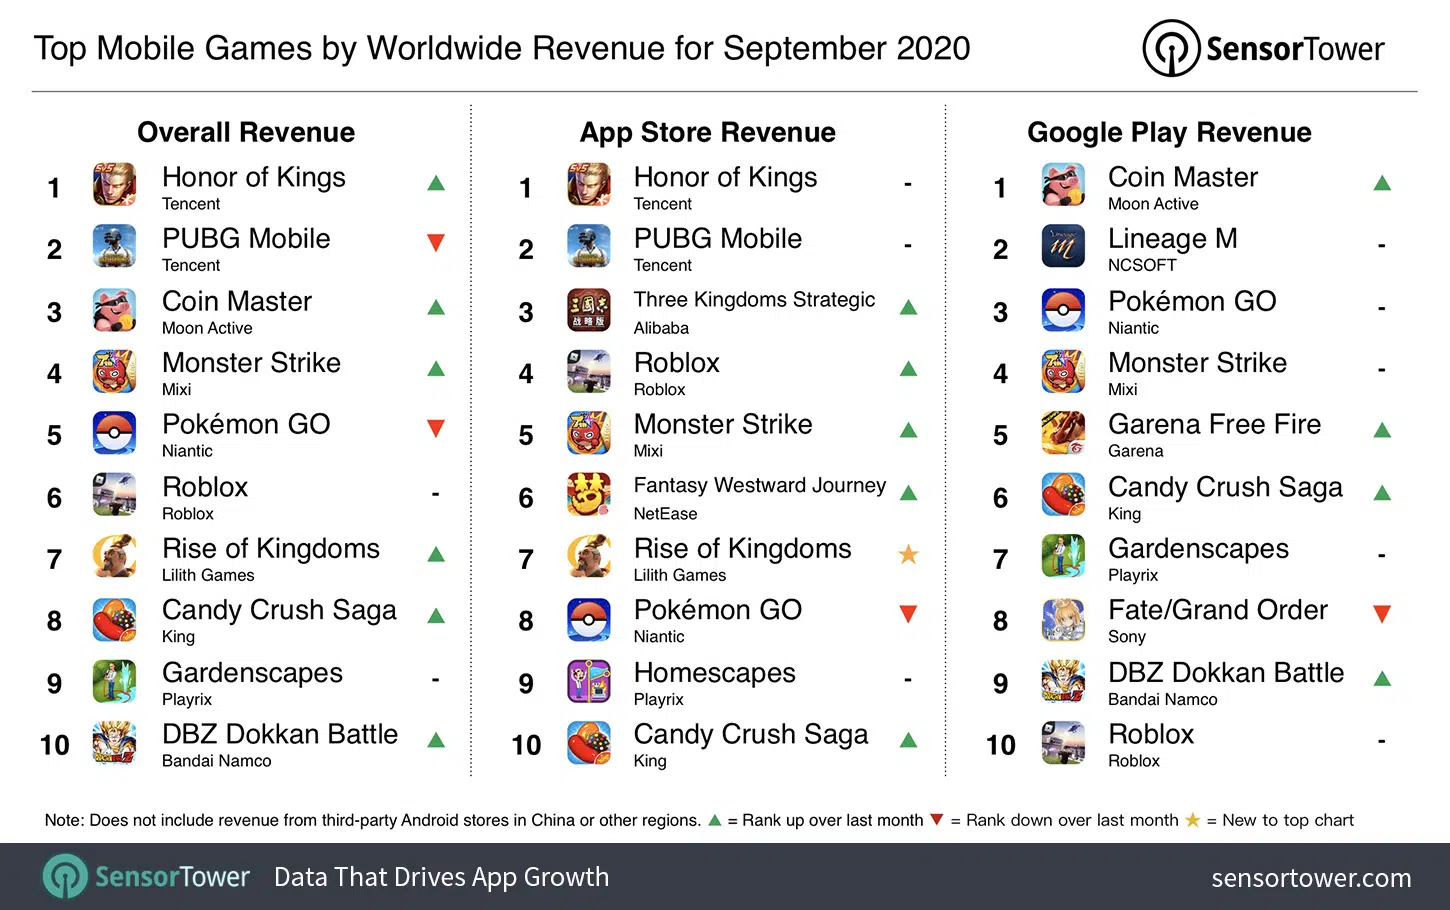 Top Mobile Games by Worldwide Revenue for September 2020
SensorTower
Overall Revenue
1
Honor of Kings
Tencent
2
PUBG Mobile
Tencent
3
Coin Master
Moon Active
4
Monster Strike
Mixi
5
Pokémon GO
Niantic
6
Roblox
Roblox
-
7
Rise of Kingdoms
Lilith Games
8
Candy Crush Saga
King
9
Gardenscapes
Playrix
-
10
DBZ Dokkan Battle
Bandai Namco
App Store Revenue
1
Honor of Kings
Tencent
-
2
PUBG Mobile
Tencent
-
3
三国志
战略版
Three Kingdoms Strategic
Alibaba
4
Roblox
Roblox
5
Monster Strike
Mixi
6
梦
Fantasy Westward Journey
NetEase
7
Rise of Kingdoms
Lilith Games
8
Pokémon GO
Niantic
9
Homescapes
Playrix
-
10
Candy Crush Saga
King
Google Play Revenue
1
Coin Master
Moon Active
2
Lineage M
NCSOFT
-
3
Pokémon GO
Niantic
-
4
Monster Strike
Mixi
-
5
Garena Free Fire
Garena
6
Candy Crush Saga
King
7
Gardenscapes
Playrix
-
8
Fate/Grand Order
Sony
9
DBZ Dokkan Battle
Bandai Namco
10
Roblox
Roblox
-
Note: Does not include revenue from third-party Android stores in China or other regions. ▲ = Rank up over last month ▼ = Rank down over last month ★ = New to top chart
SensorTower Data That Drives App Growth
sensortower.com